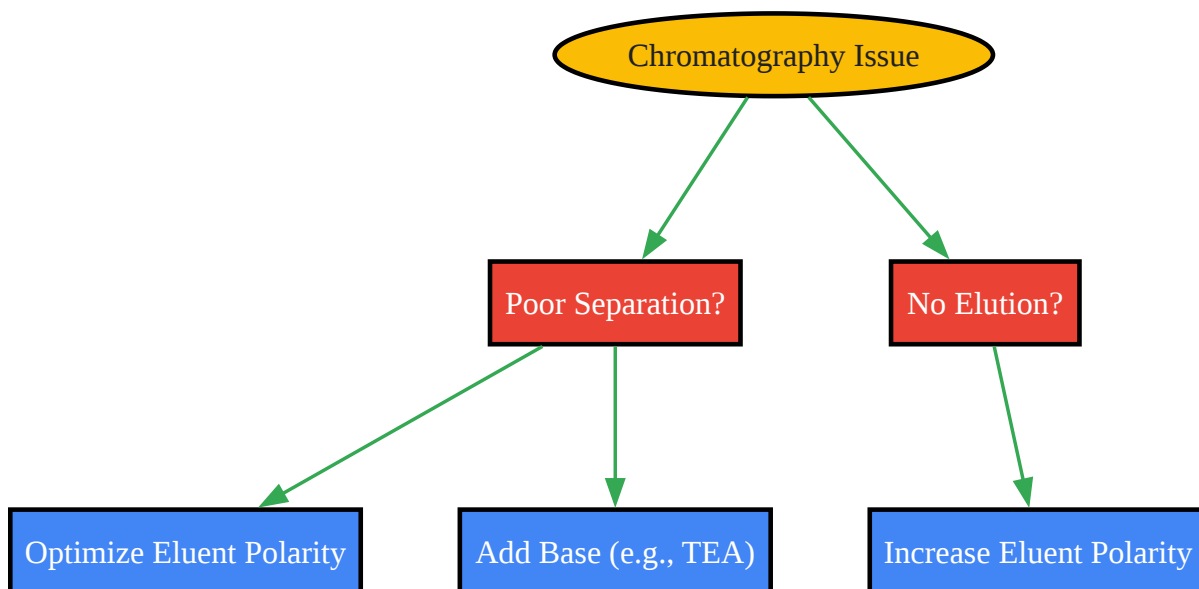 Chromatography Issue
Poor Separation?
No Elution?
Optimize Eluent Polarity
Add Base (e.g., TEA)
Increase Eluent Polarity